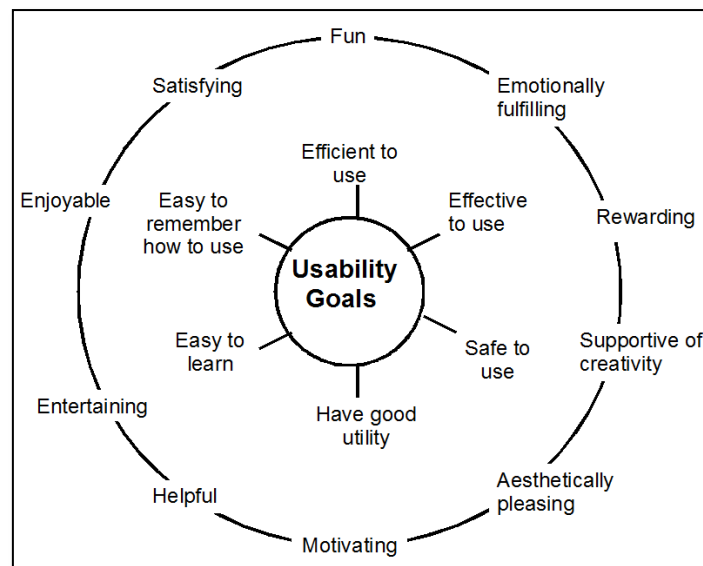 Fun
Satisfying
Emotionally
fulfilling
Efficient to
use
Enjoyable
Easy to
remember
how to use
Effective
to use
Rewarding
Usability
Goals
Easy to
learn
Safe to
use
Supportive of
creativity
Entertaining
Have good
utility
Helpful
Aesthetically
pleasing
Motivating